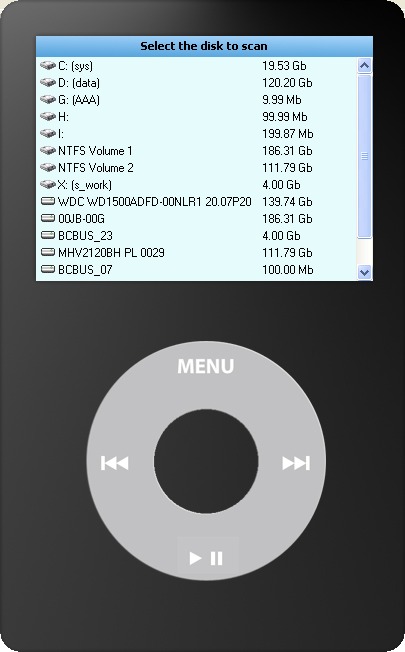 Select the disk to scan
C: (sys) 19.53 Gb
D: (data) 120.20 Gb
G: (AAA) 9.99 Mb
H: 99.99 Mb
I: 199.87 Mb
NTFS Volume 1 186.31 Gb
NTFS Volume 2 111.79 Gb
X: (s_work) 4.00 Gb
WDC WD1500ADFD-00NLR1 20.07P20 139.74 Gb
00JB-00G 186.31 Gb
BCBUS_23 4.00 Gb
MHV2120BH PL 0029 111.79 Gb
BCBUS_07 100.00 Mb
MENU